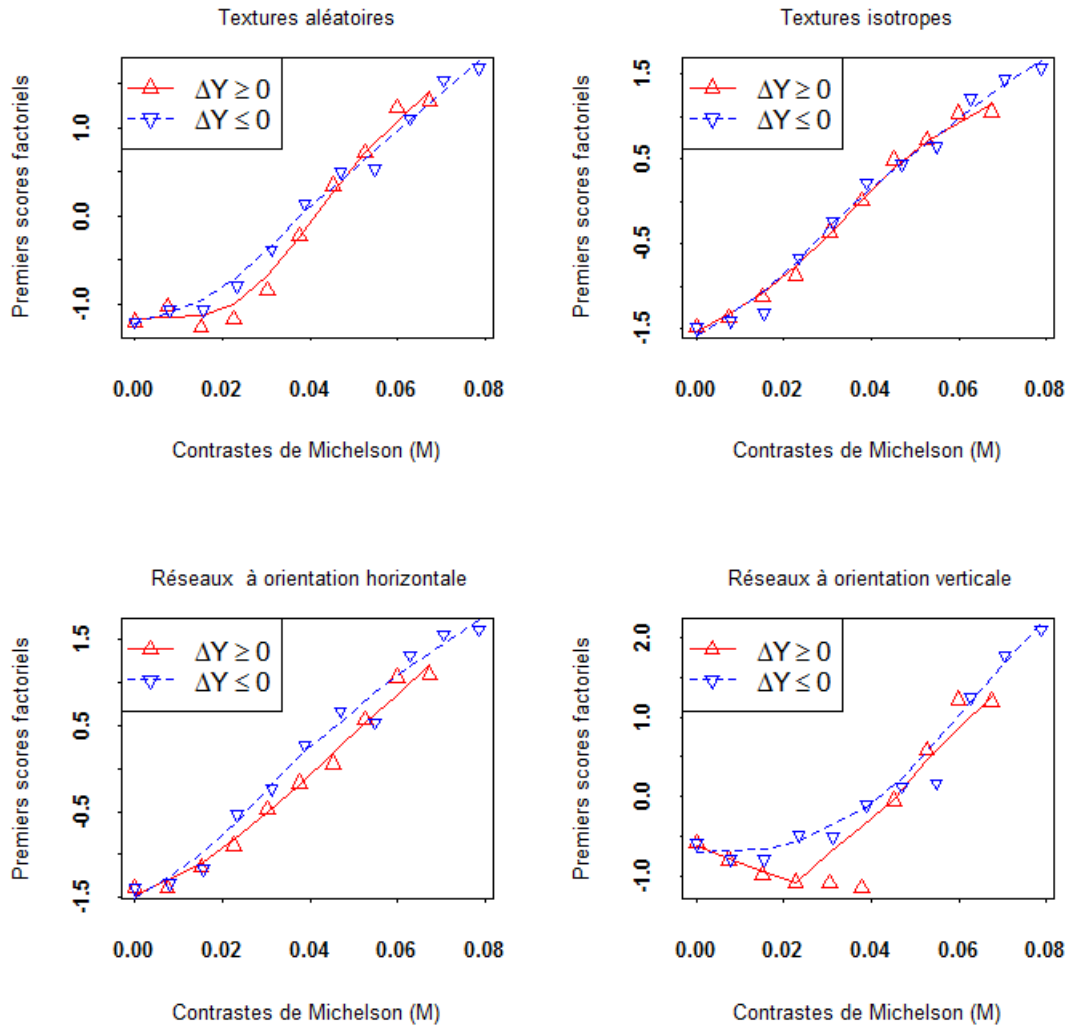 Textures aléatoires
Premiers scores factoriels
ΔY ≥ 0
ΔY ≤ 0
1.0
0.0
-1.0
0.00 0.02 0.04 0.06 0.08
Contrastes de Michelson (M)
Textures isotropes
Premiers scores factoriels
ΔY ≥ 0
ΔY ≤ 0
1.5
0.5
-0.5
-1.5
0.00 0.02 0.04 0.06 0.08
Contrastes de Michelson (M)
Réseaux à orientation horizontale
Premiers scores factoriels
ΔY ≥ 0
ΔY ≤ 0
1.5
0.5
-0.5
-1.5
0.00 0.02 0.04 0.06 0.08
Contrastes de Michelson (M)
Réseaux à orientation verticale
Premiers scores factoriels
ΔY ≥ 0
ΔY ≤ 0
2.0
1.0
0.0
-1.0
0.00 0.02 0.04 0.06 0.08
Contrastes de Michelson (M)